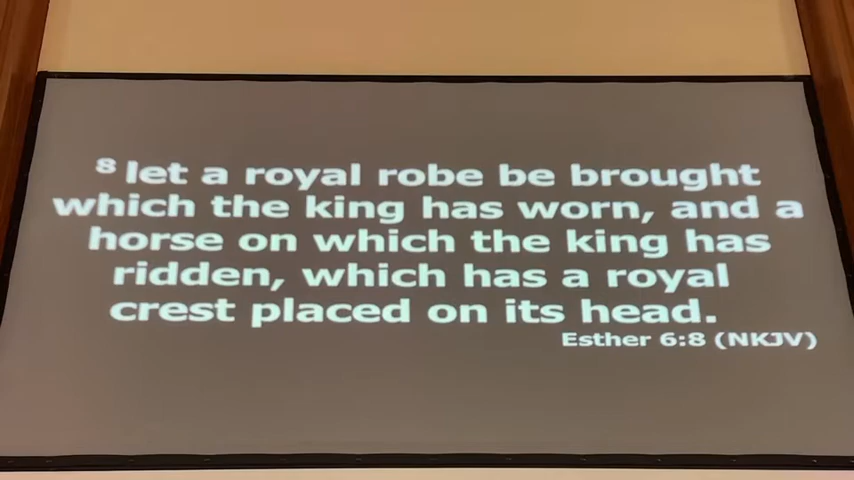 8 let a royal robe be brought
which the king has worn, and a
horse on which the king has
ridden, which has a royal
crest placed on its head.
Esther 6:8 (NKJV)